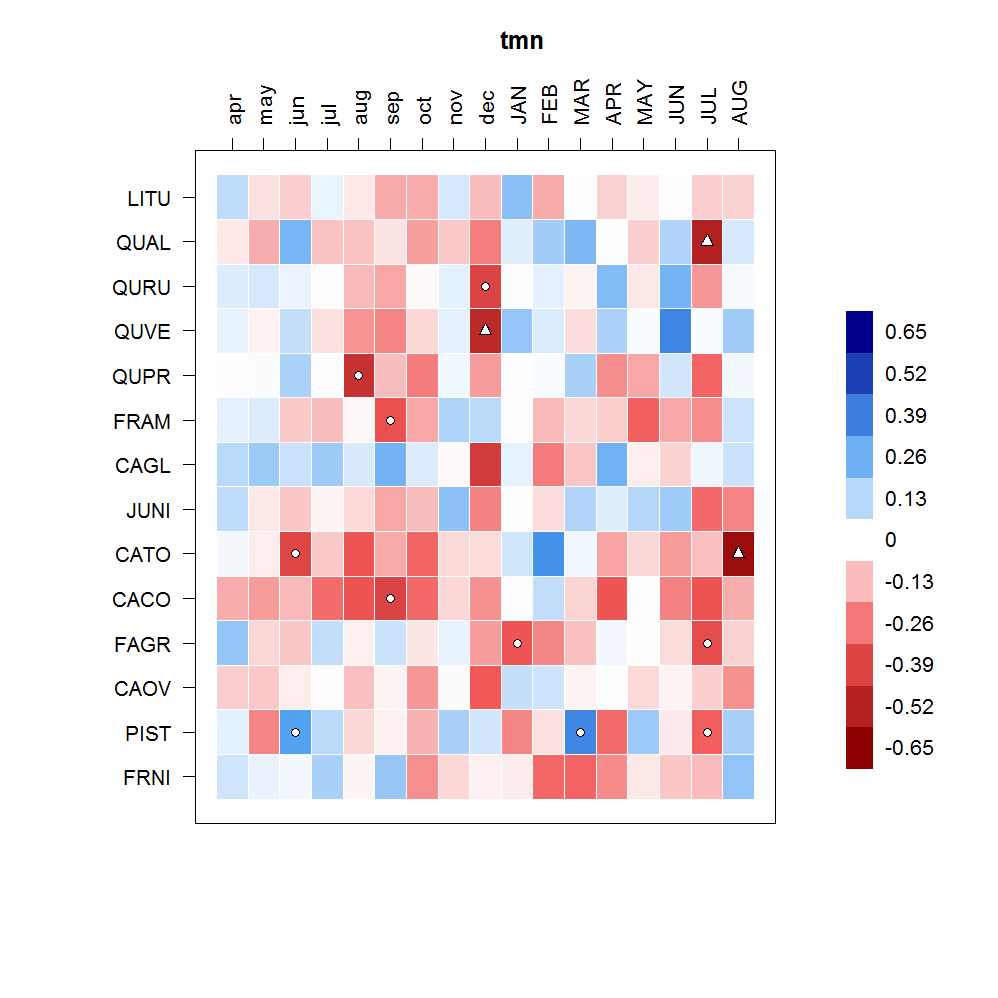 tmn
apr may jun jul aug sep oct nov dec JAN FEB MAR APR MAY JUN JUL AUG
LITU
QUAL
QURU
QUVE
QUPR
FRAM
CAGL
JUNI
CATO
CACO
FAGR
CAOV
PIST
FRNI
0.65
0.52
0.39
0.26
0.13
0
-0.13
-0.26
-0.39
-0.52
-0.65